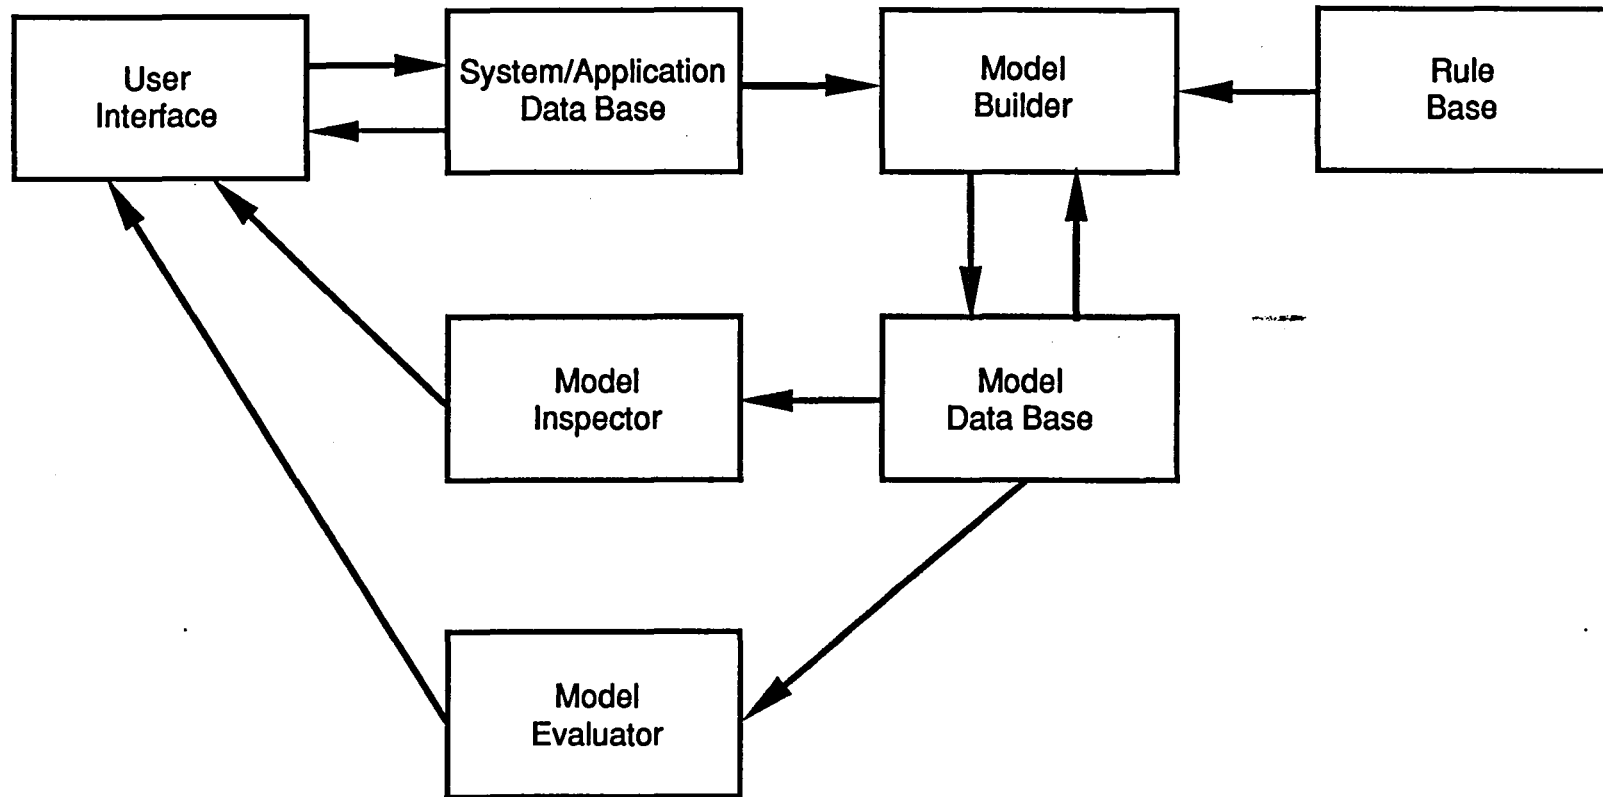 User
Interface
System/Application
Data Base
Model
Builder
Rule
Base
Model
Inspector
Model
Data Base
Model
Evaluator